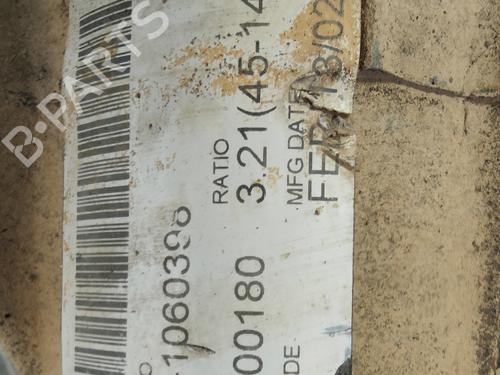 B-PARTS
1060398
RATIO
3.21(45-14
MFG DATE
FEB
00180
DE